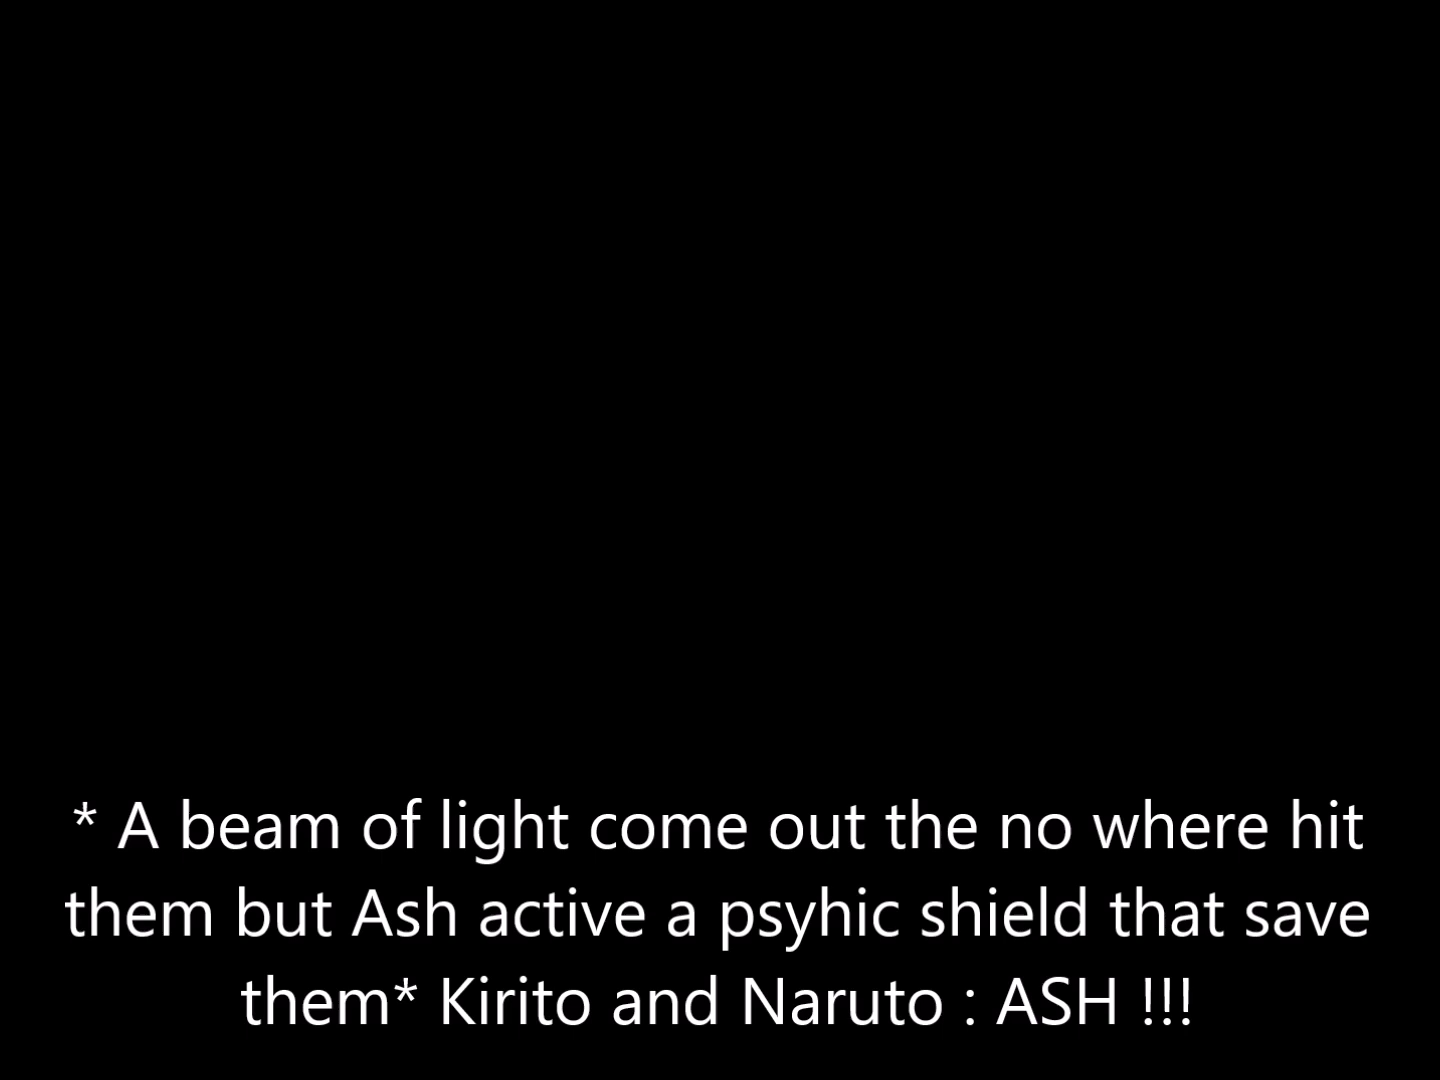 * A beam of light come out the no where hit
them but Ash active a psyhic shield that save
them* Kirito and Naruto : ASH !!!